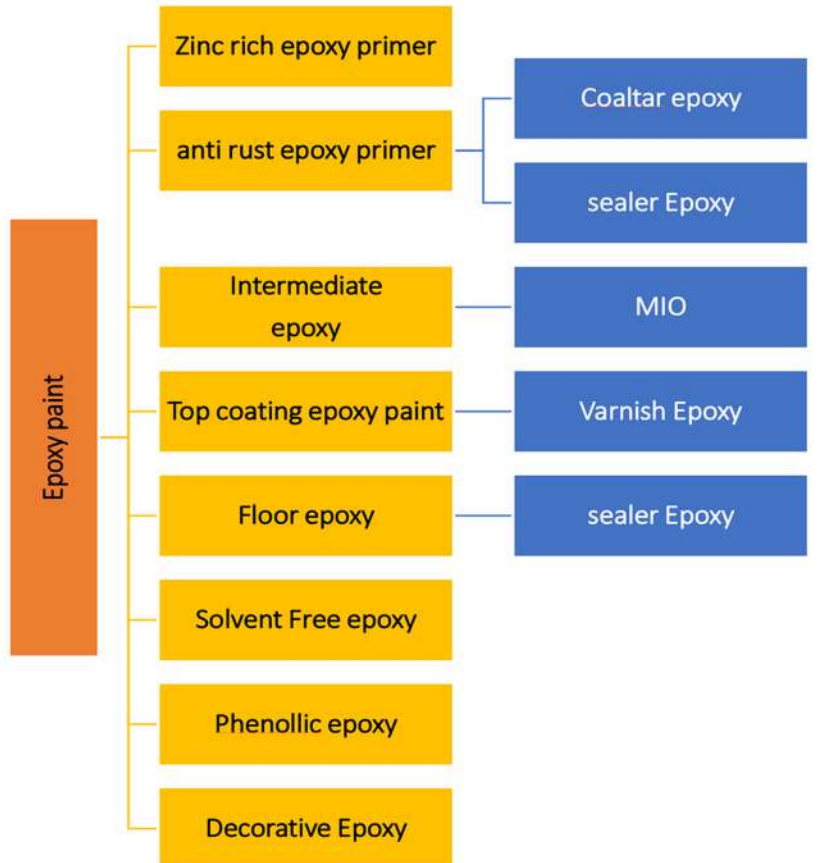 Epoxy paint
Zinc rich epoxy primer
anti rust epoxy primer
Coaltar epoxy
sealer Epoxy
Intermediate
epoxy
MIO
Top coating epoxy paint
Varnish Epoxy
Floor epoxy
sealer Epoxy
Solvent Free epoxy
Phenollic epoxy
Decorative Epoxy